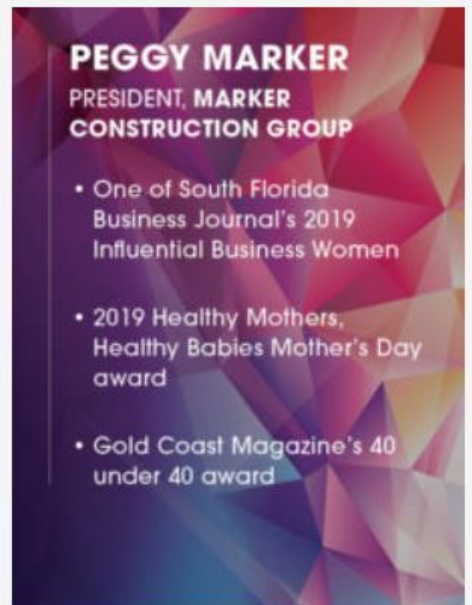 PEGGY MARKER
PRESIDENT, MARKER
CONSTRUCTION GROUP
• One of South Florida
Business Journal's 2019
Influential Business Women
• 2019 Healthy Mothers,
Healthy Babies Mother's Day
award
• Gold Coast Magazine's 40
under 40 award